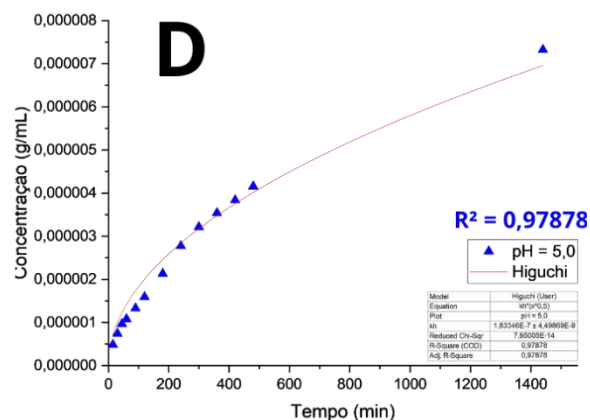 D
0,000008
0,000007
0,000006
0,000005
0,000004
0,000003
0,000002
0,000001
0,000000
Concentração (g/mL)
R² = 0,97878
pH = 5,0
Higuchi
Model Higuchi (User)
Equation kh*(x^0,5)
Plot pH = 5,0
kh 1,83346E-7 ± 4,49869E-9
Reduced Chi-Sqr 7,65005E-14
R-Square (COD) 0,97878
Adj. R-Square 0,97878
0 200 400 600 800 1000 1200 1400
Tempo (min)